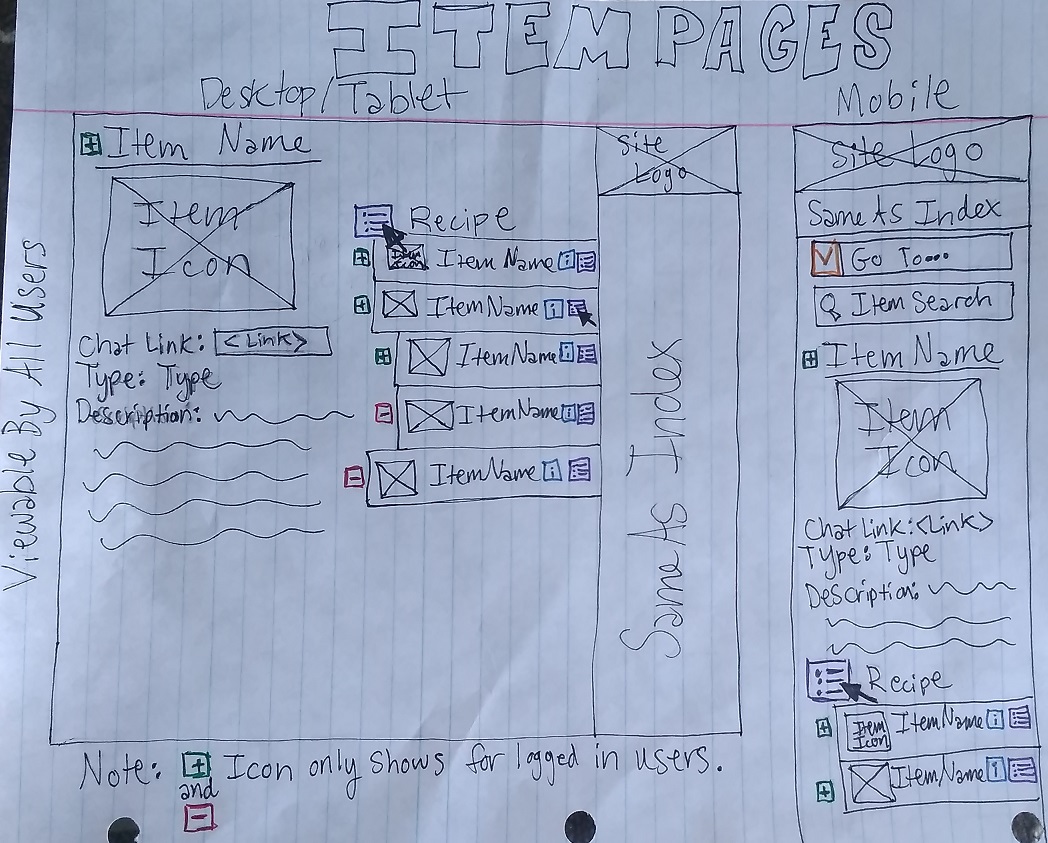 ITEM PAGES
Desktop/Tablet
Mobile
Viewable By All Users
Item Name
Item
Icon
Chat Link: <Link>
Type: Type
Description:
Recipe
Item Icon Item Name i
Item Name i
Item Name i
Item Name i
Item Name i
Site
Logo
Same As Index
Site Logo
Same As Index
Go To...
Item Search
Item Name
Item
Icon
Chat Link: <Link>
Type: Type
Description:
Recipe
Item Icon Item Name i
Item Name i
Note: + Icon only shows for logged in users.
and
-